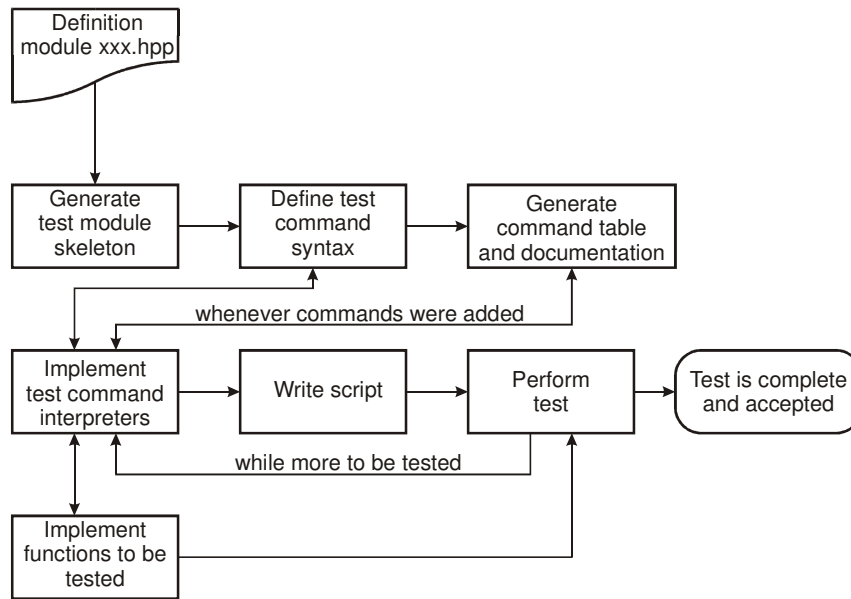 Definition
module xxx.hpp
Generate
test module
skeleton
Define test
command
syntax
Generate
command table
and documentation
whenever commands were added
Implement
test command
interpreters
Write script
Perform
test
Test is complete
and accepted
while more to be tested
Implement
functions to be
tested